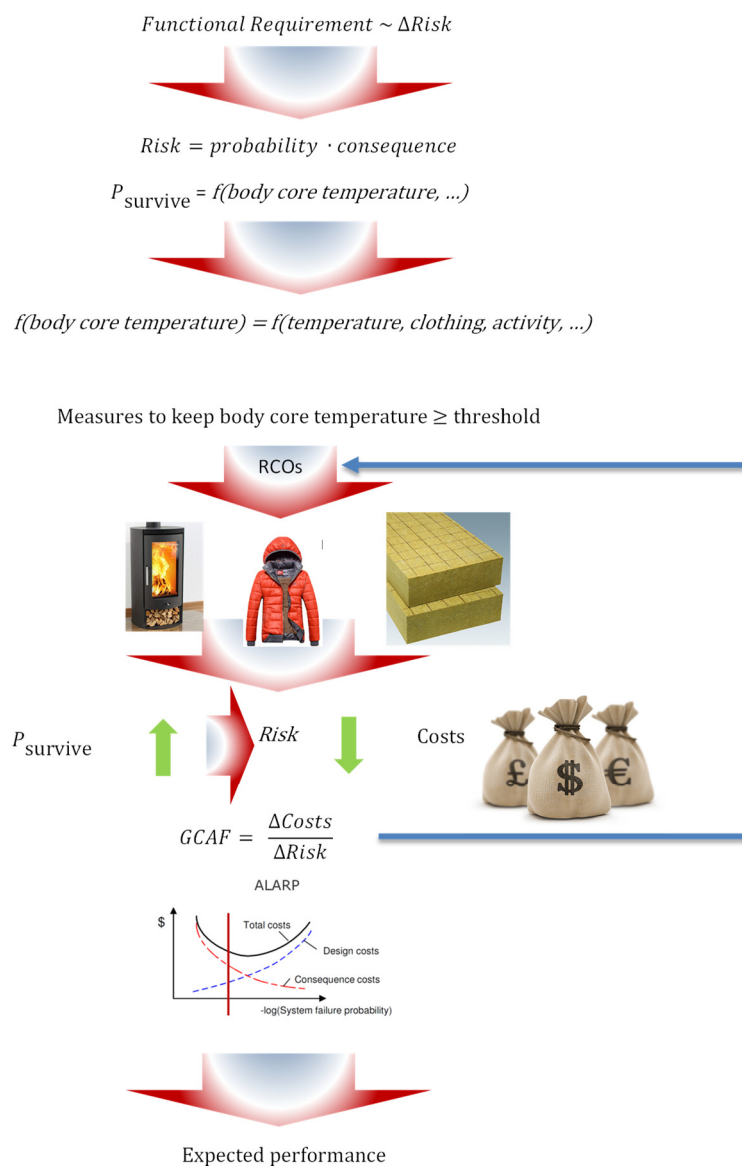 Functional Requirement ~ ΔRisk
Risk = probability · consequence
P survive = f(body core temperature, ...)
f(body core temperature) = f(temperature, clothing, activity, ...)
Measures to keep body core temperature ≥ threshold
RCOs
P survive
Risk
Costs
£ $ €
GCAF = ΔCosts / ΔRisk
ALARP
$
Total costs
Design costs
Consequence costs
-log(System failure probability)
Expected performance